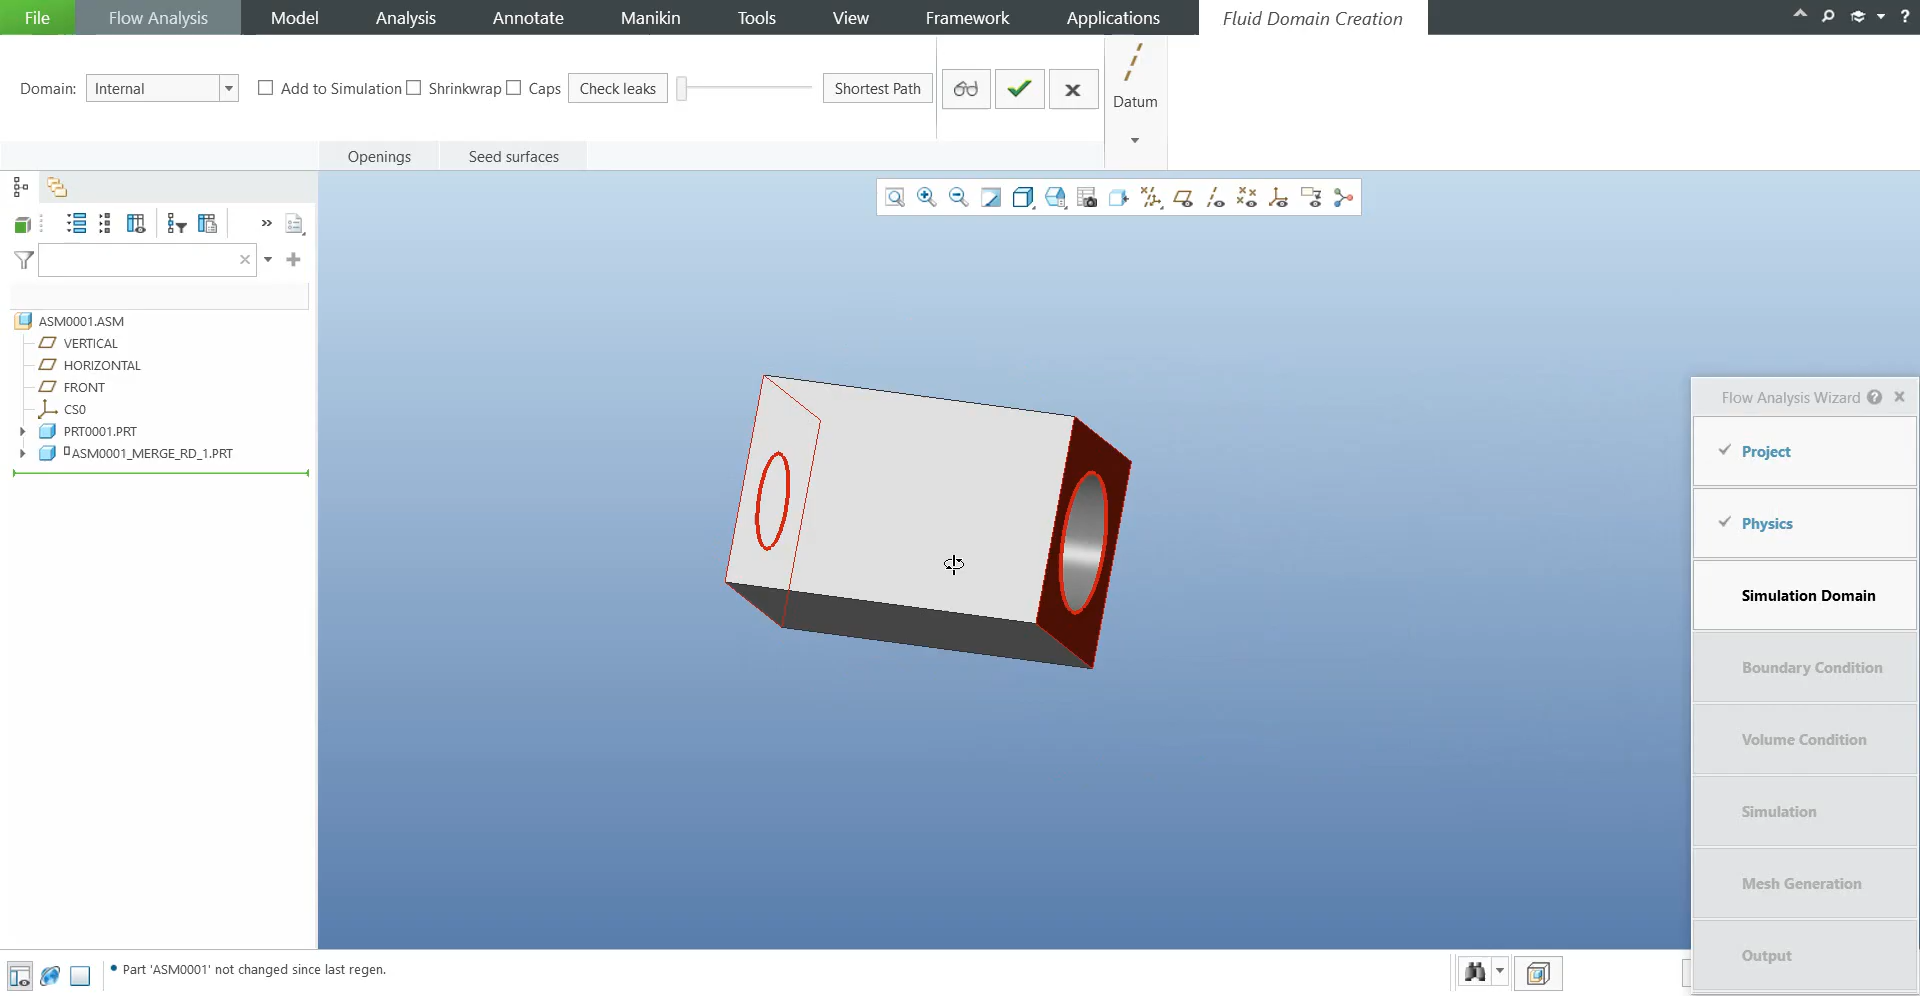 File Flow Analysis Model Analysis Annotate Manikin Tools View Framework Applications Fluid Domain Creation
Domain: Internal Add to Simulation Shrinkwrap Caps Check leaks Shortest Path
Datum
Openings Seed surfaces
ASM0001.ASM
VERTICAL
HORIZONTAL
FRONT
CS0
PRT0001.PRT
ASM0001_MERGE_RD_1.PRT
Flow Analysis Wizard
Project
Physics
Simulation Domain
Boundary Condition
Volume Condition
Simulation
Mesh Generation
Output
Part 'ASM0001' not changed since last regen.